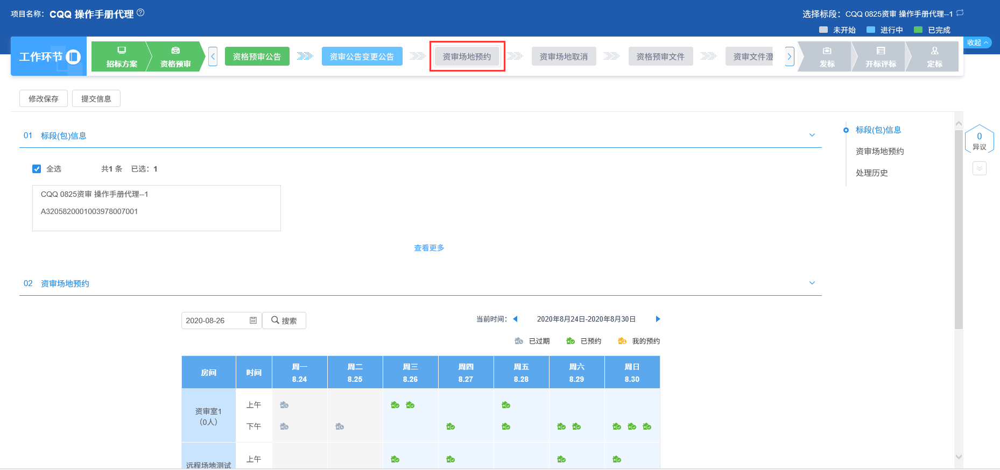 项目名称：CQQ 操作手册代理
选择标段：CQQ 0825资审 操作手册代理--1
未开始 进行中 已完成
收起
工作环节
招标方案
资格预审
资格预审公告
资审公告变更公告
资审场地预约
资审场地取消
资格预审文件
资审文件澄
发标
开标评标
定标
修改保存
提交信息
01 标段(包)信息
全选 共1 条 已选：1
CQQ 0825资审 操作手册代理--1
A3205820001003978007001
查看更多
02 资审场地预约
2020-08-26
搜索
当前时间：
2020年8月24日-2020年8月30日
已过期 已预约 我的预约
房间 时间 周一 周二 周三 周四 周五 周六 周日
8.24 8.25 8.26 8.27 8.28 8.29 8.30
资审室1
（0人）
上午
下午
远程场地测试
上午
标段(包)信息
资审场地预约
处理历史
0
异议